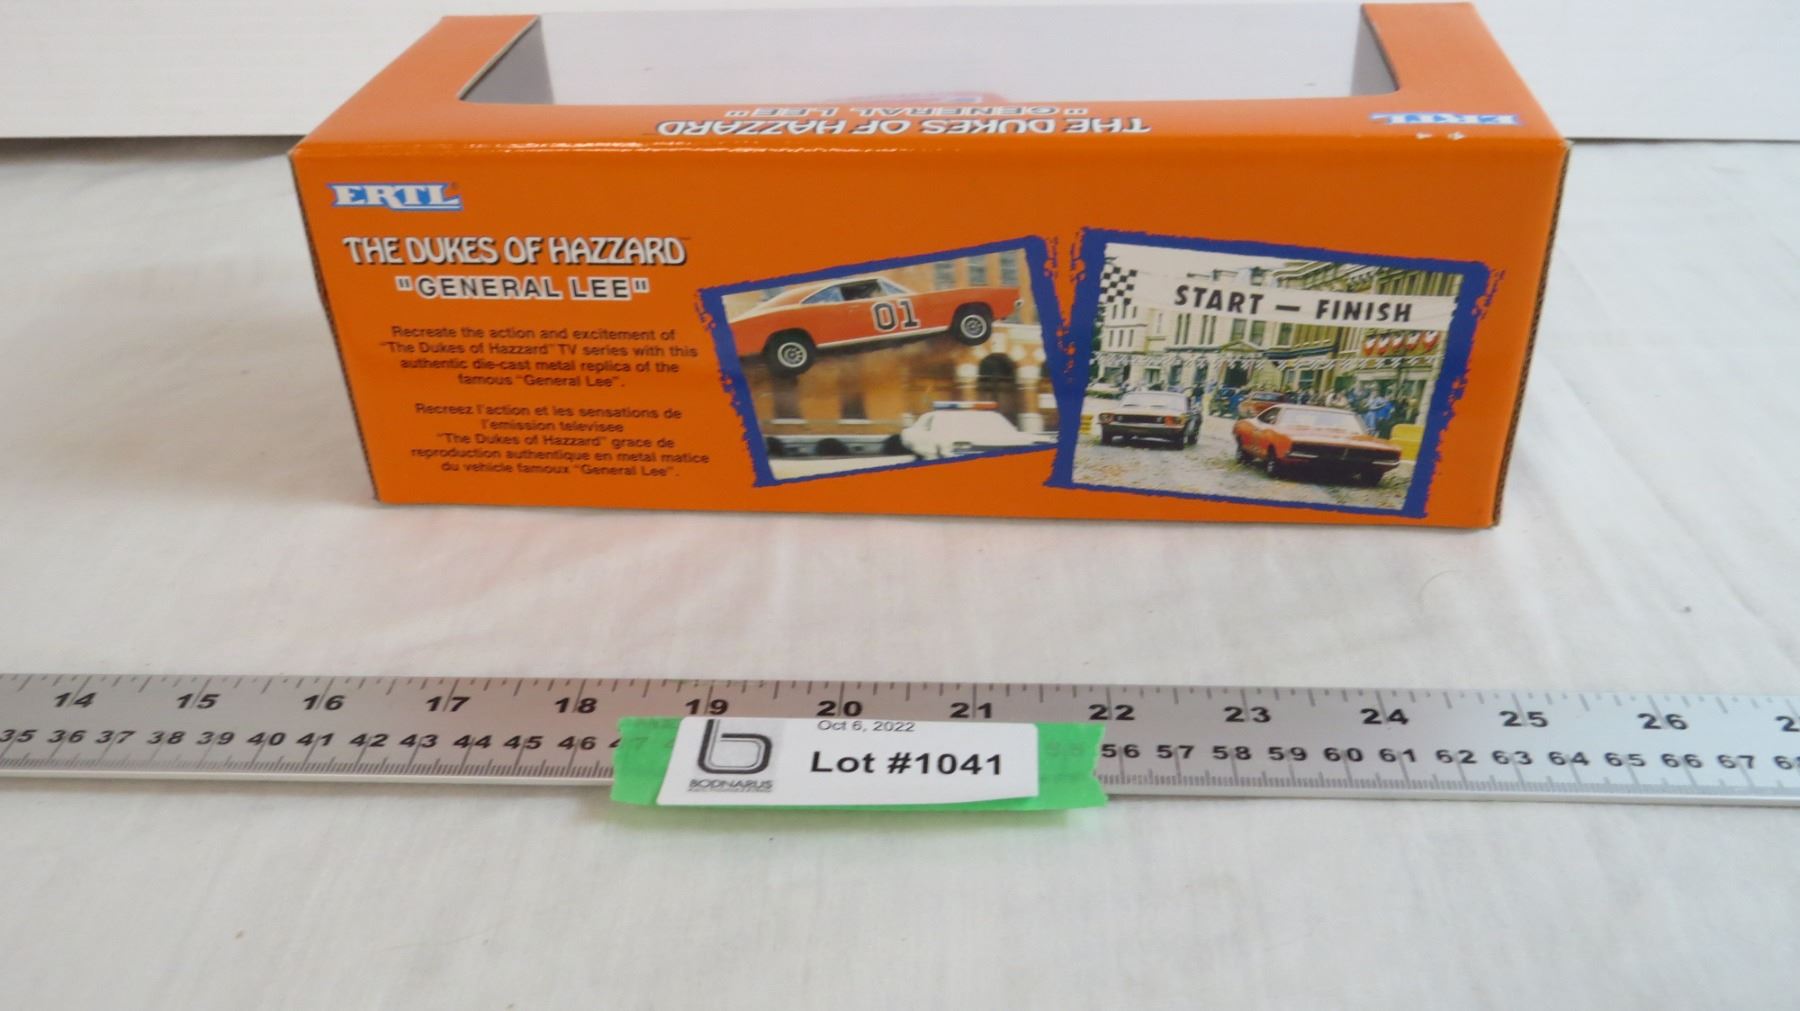 "GENERAL LEE"
THE DUKES OF HAZZARD
ERTL
ERTL
THE DUKES OF HAZZARD™
"GENERAL LEE"
Recreate the action and excitement of
"The Dukes of Hazzard" TV series with this
authentic die-cast metal replica of the
famous "General Lee".
Recreez l'action et les sensations de
l'emission televisee
"The Dukes of Hazzard" grace de
reproduction authentique en metal matice
du vehicle famoux "General Lee".
01
START — FINISH
14 15 16 17 18 19 20 21 22 23 24 25 26
35 36 37 38 39 40 41 42 43 44 45 46 56 57 58 59 60 61 62 63 64 65 66 67
Oct 6, 2022
Lot #1041
BODNARUS